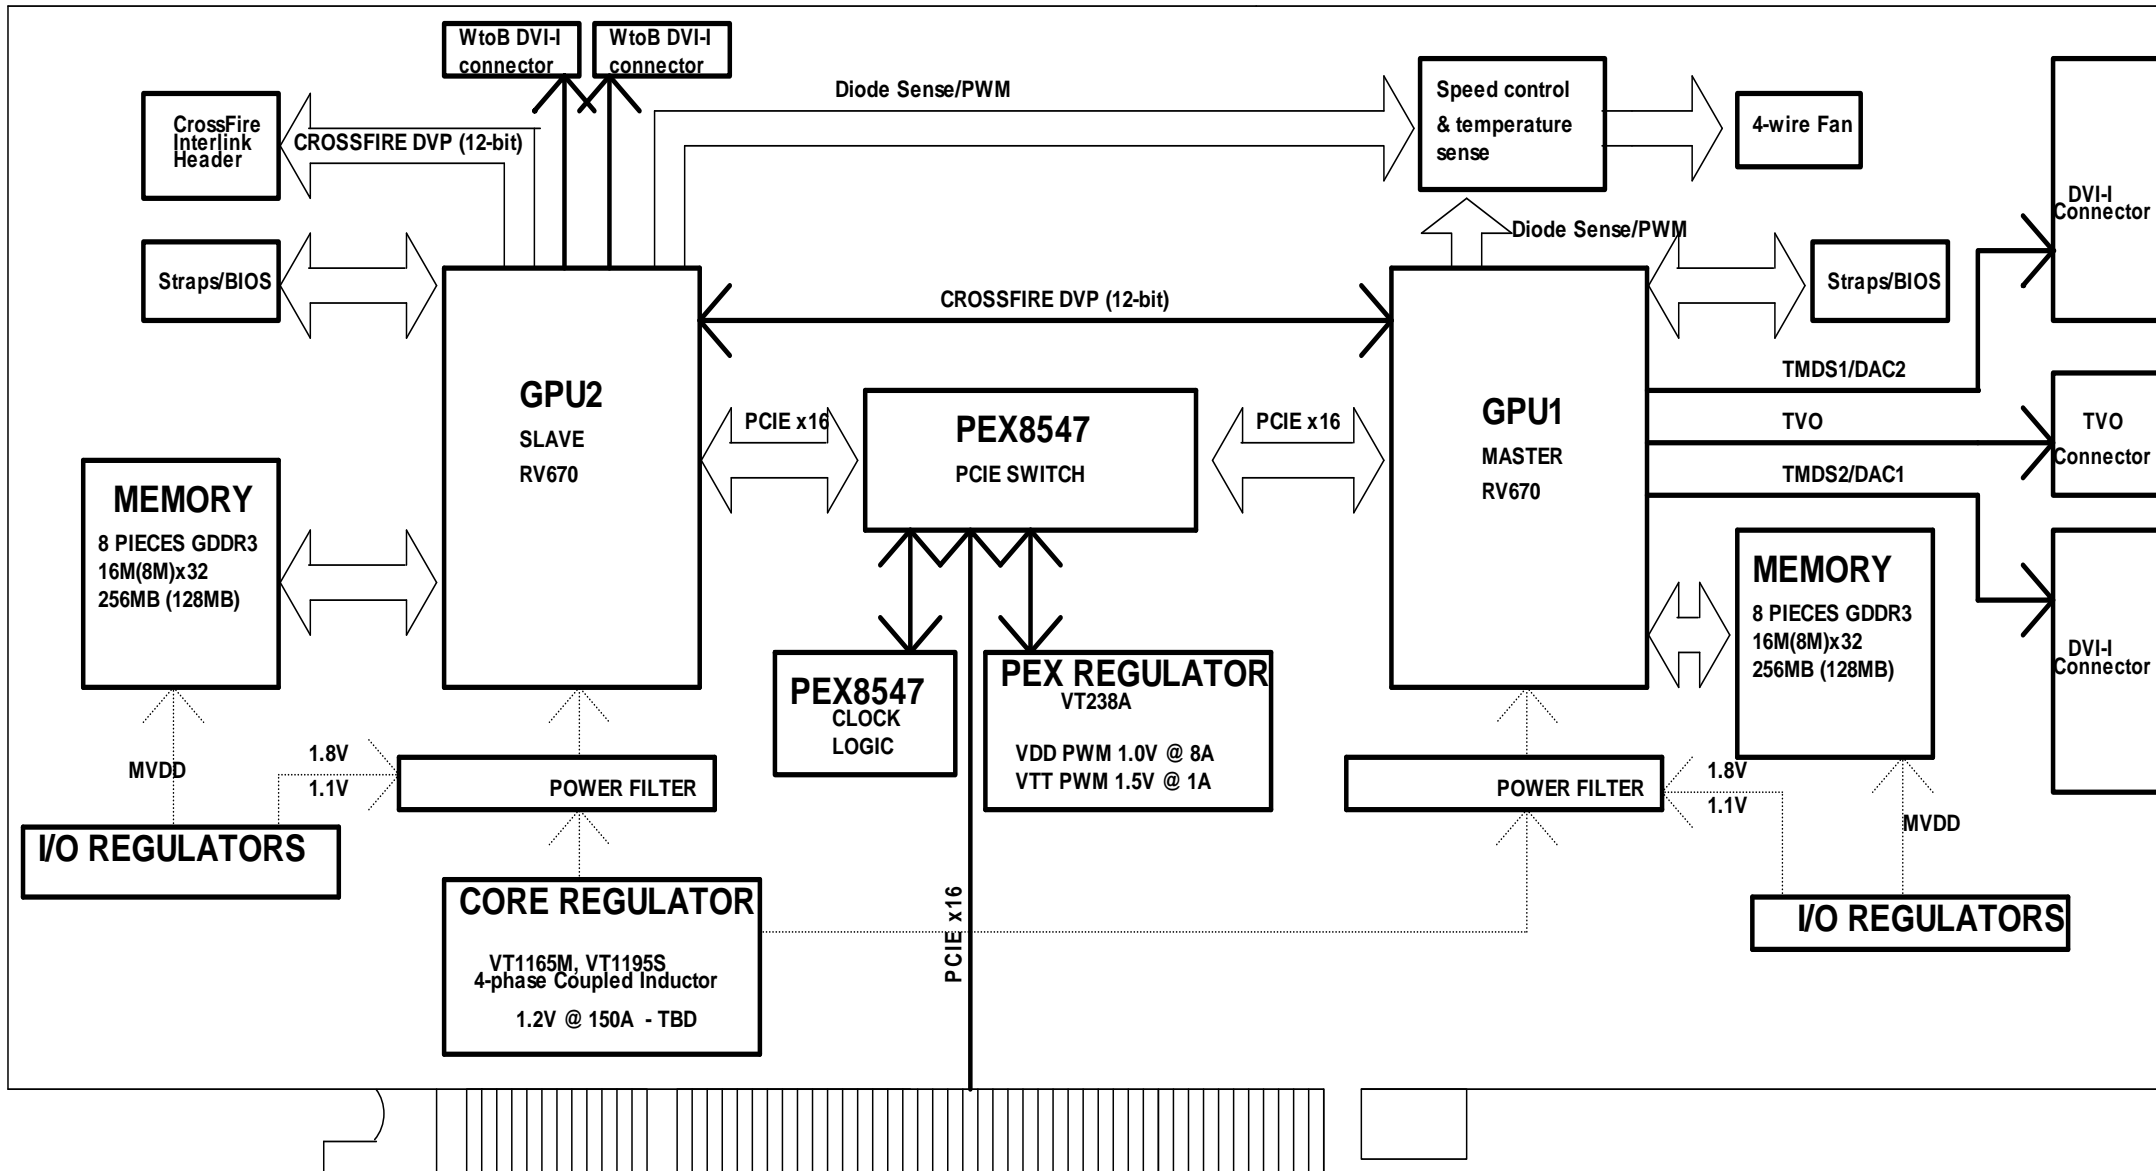 WtoB DVI-I
connector
WtoB DVI-I
connector
Diode Sense/PWM
Speed control
& temperature
sense
4-wire Fan
CrossFire
Interlink
Header
CROSSFIRE DVP (12-bit)
DVI-I
Connector
Diode Sense/PWM
Straps/BIOS
CROSSFIRE DVP (12-bit)
Straps/BIOS
GPU2
SLAVE
RV670
PCIE x16
PEX8547
PCIE SWITCH
PCIE x16
GPU1
MASTER
RV670
TMDS1/DAC2
TVO
TMDS2/DAC1
TVO
Connector
MEMORY
8 PIECES GDDR3
16M(8M)x32
256MB (128MB)
MEMORY
8 PIECES GDDR3
16M(8M)x32
256MB (128MB)
DVI-I
Connector
PEX8547
CLOCK
LOGIC
PEX REGULATOR
VT238A
VDD PWM 1.0V @ 8A
VTT PWM 1.5V @ 1A
MVDD
1.8V
1.1V
POWER FILTER
POWER FILTER
1.8V
1.1V
MVDD
I/O REGULATORS
CORE REGULATOR
VT1165M, VT1195S
4-phase Coupled Inductor
1.2V @ 150A - TBD
PCIE x16
I/O REGULATORS